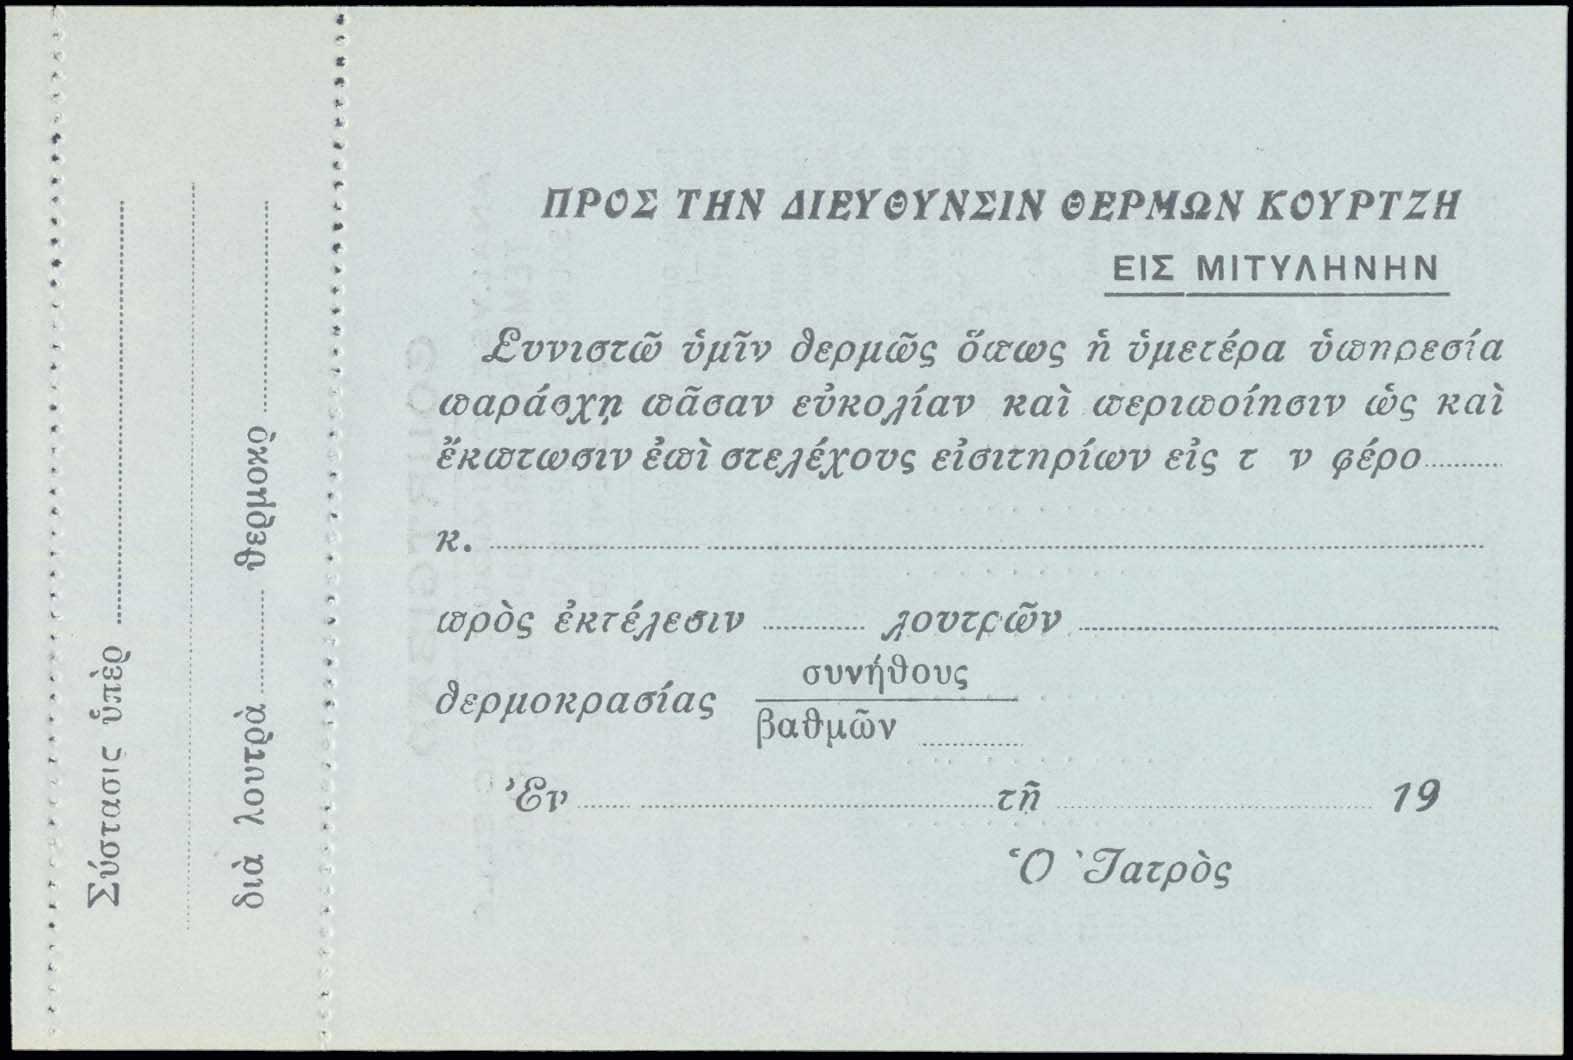 Σύστασις ὑπὲρ
διὰ λουτρὰ θερμοκρ
ΠΡΟΣ ΤΗΝ ΔΙΕΥΘΥΝΣΙΝ ΘΕΡΜΩΝ ΚΟΥΡΤΖΗ
ΕΙΣ ΜΙΤΥΛΗΝΗΝ
Συνιστῶ ὑμῖν θερμῶς ὅπως ἡ ὑμετέρα ὑπηρεσία
παράσχῃ πᾶσαν εὐκολίαν καὶ περιποίησιν ὡς καὶ
ἔκπτωσιν ἐπὶ στελέχους εἰσιτηρίων εἰς τ ν φέρο
κ.
πρὸς ἐκτέλεσιν λουτρῶν
θερμοκρασίας συνήθους
βαθμῶν
Ἐν τῇ 19
Ὁ Ἰατρὸς